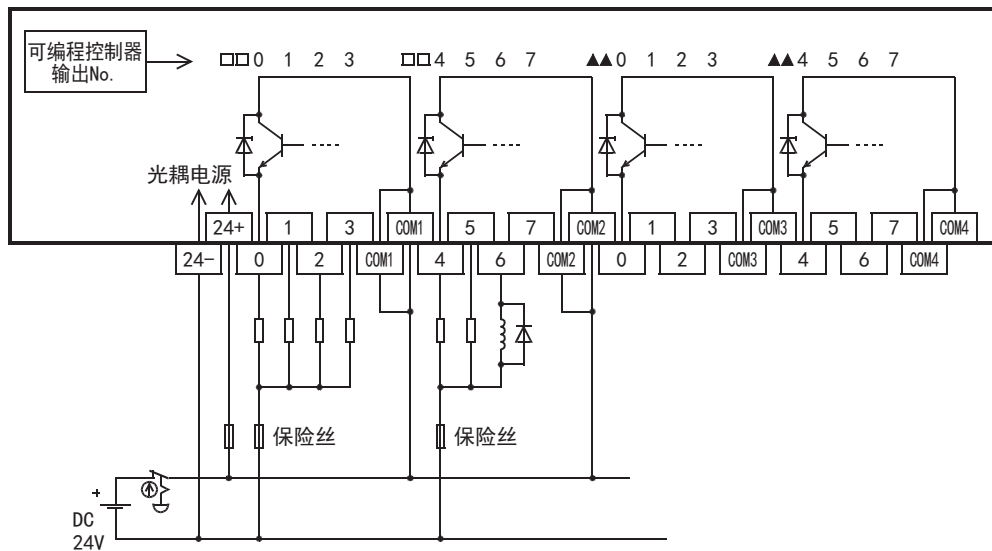 可编程控制器
输出No.
□□0 1 2 3 □□4 5 6 7 ▲▲0 1 2 3 ▲▲4 5 6 7
光耦电源
24+ 1 3 COM1 5 7 COM2 1 3 COM3 5 7 COM4
24- 0 2 COM1 4 6 COM2 0 2 COM3 4 6 COM4
保险丝 保险丝
+
DC
24V